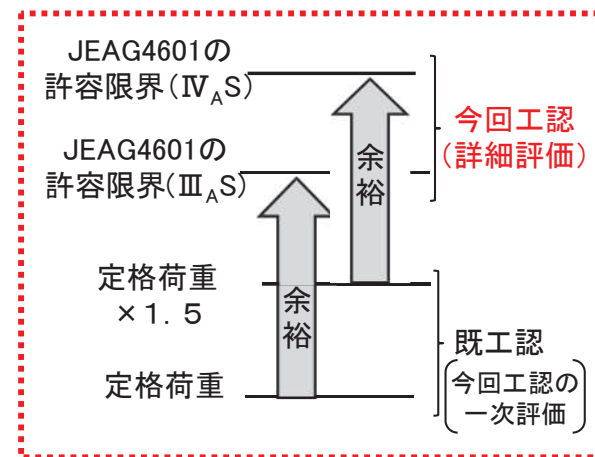 JEAG4601の
許容限界(ⅣAS)
JEAG4601の
許容限界(ⅢAS)
定格荷重
×1.5
定格荷重
余裕
余裕
今回工認
(詳細評価)
既工認
今回工認の
一次評価